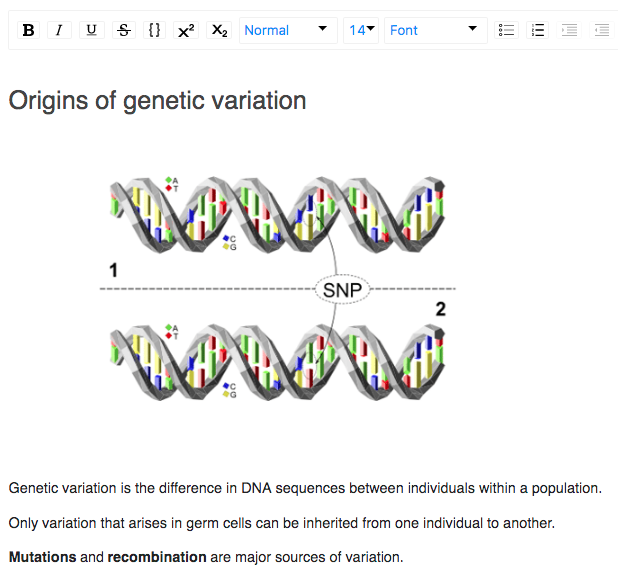 B I U S {} X² X₂ Normal 14 Font
Origins of genetic variation
A
T
C
G
1
SNP
2
A
T
C
G
Genetic variation is the difference in DNA sequences between individuals within a population.
Only variation that arises in germ cells can be inherited from one individual to another.
Mutations and recombination are major sources of variation.